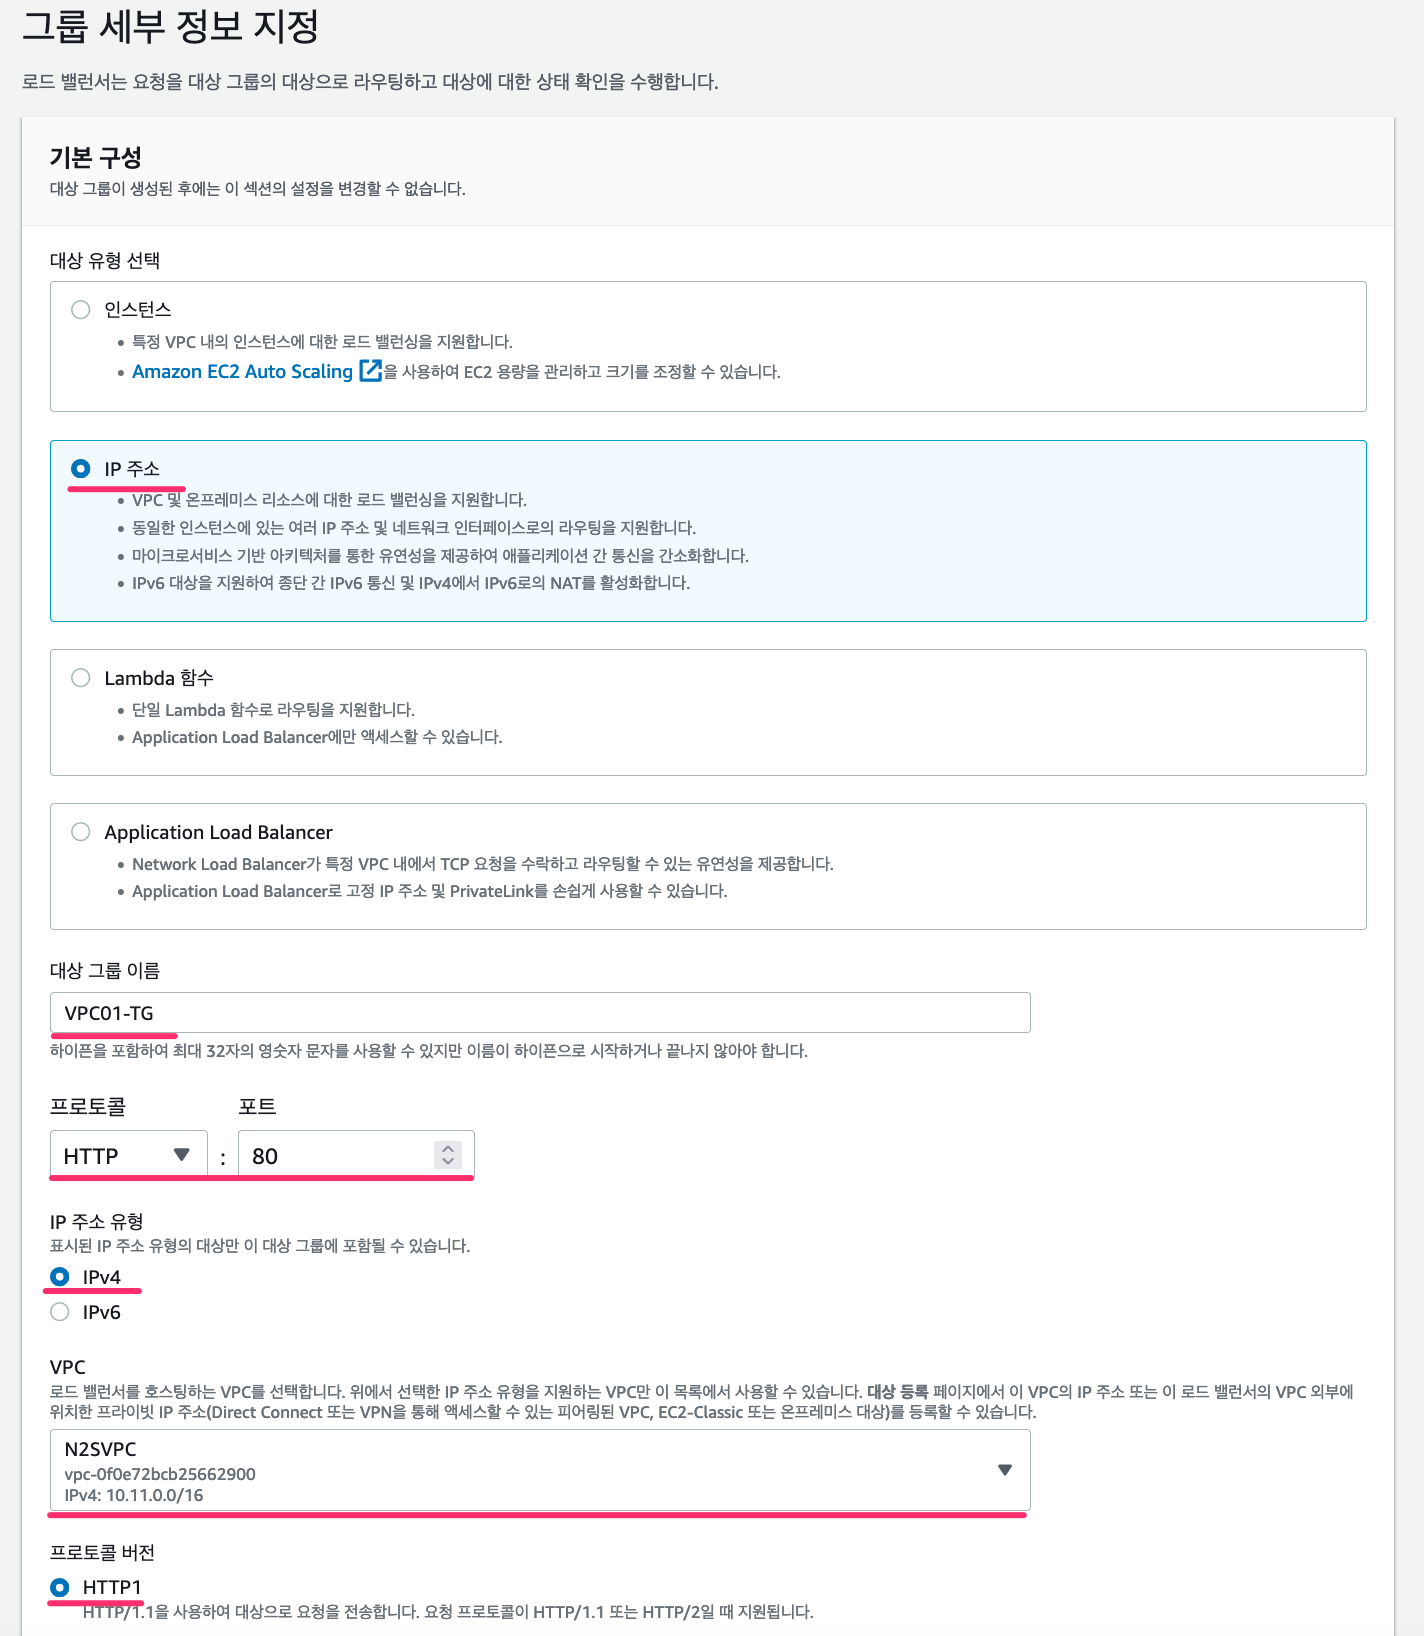 그룹 세부 정보 지정
로드 밸런서는 요청을 대상 그룹의 대상으로 라우팅하고 대상에 대한 상태 확인을 수행합니다.
기본 구성
대상 그룹이 생성된 후에는 이 섹션의 설정을 변경할 수 없습니다.
대상 유형 선택
인스턴스
• 특정 VPC 내의 인스턴스에 대한 로드 밸런싱을 지원합니다.
• Amazon EC2 Auto Scaling 을 사용하여 EC2 용량을 관리하고 크기를 조정할 수 있습니다.
IP 주소
• VPC 및 온프레미스 리소스에 대한 로드 밸런싱을 지원합니다.
• 동일한 인스턴스에 있는 여러 IP 주소 및 네트워크 인터페이스로의 라우팅을 지원합니다.
• 마이크로서비스 기반 아키텍처를 통한 유연성을 제공하여 애플리케이션 간 통신을 간소화합니다.
• IPv6 대상을 지원하여 종단 간 IPv6 통신 및 IPv4에서 IPv6로의 NAT를 활성화합니다.
Lambda 함수
• 단일 Lambda 함수로 라우팅을 지원합니다.
• Application Load Balancer에만 액세스할 수 있습니다.
Application Load Balancer
• Network Load Balancer가 특정 VPC 내에서 TCP 요청을 수락하고 라우팅할 수 있는 유연성을 제공합니다.
• Application Load Balancer로 고정 IP 주소 및 PrivateLink를 손쉽게 사용할 수 있습니다.
대상 그룹 이름
VPC01-TG
하이픈을 포함하여 최대 32자의 영숫자 문자를 사용할 수 있지만 이름이 하이픈으로 시작하거나 끝나지 않아야 합니다.
프로토콜 포트
HTTP : 80
IP 주소 유형
표시된 IP 주소 유형의 대상만 이 대상 그룹에 포함될 수 있습니다.
IPv4
IPv6
VPC
로드 밸런서를 호스팅하는 VPC를 선택합니다. 위에서 선택한 IP 주소 유형을 지원하는 VPC만 이 목록에서 사용할 수 있습니다. 대상 등록 페이지에서 이 VPC의 IP 주소 또는 이 로드 밸런서의 VPC 외부에
위치한 프라이빗 IP 주소(Direct Connect 또는 VPN을 통해 액세스할 수 있는 피어링된 VPC, EC2-Classic 또는 온프레미스 대상)를 등록할 수 있습니다.
N2SVPC
vpc-0f0e72bcb25662900
IPv4: 10.11.0.0/16
프로토콜 버전
HTTP1
HTTP/1.1을 사용하여 대상으로 요청을 전송합니다. 요청 프로토콜이 HTTP/1.1 또는 HTTP/2일 때 지원됩니다.